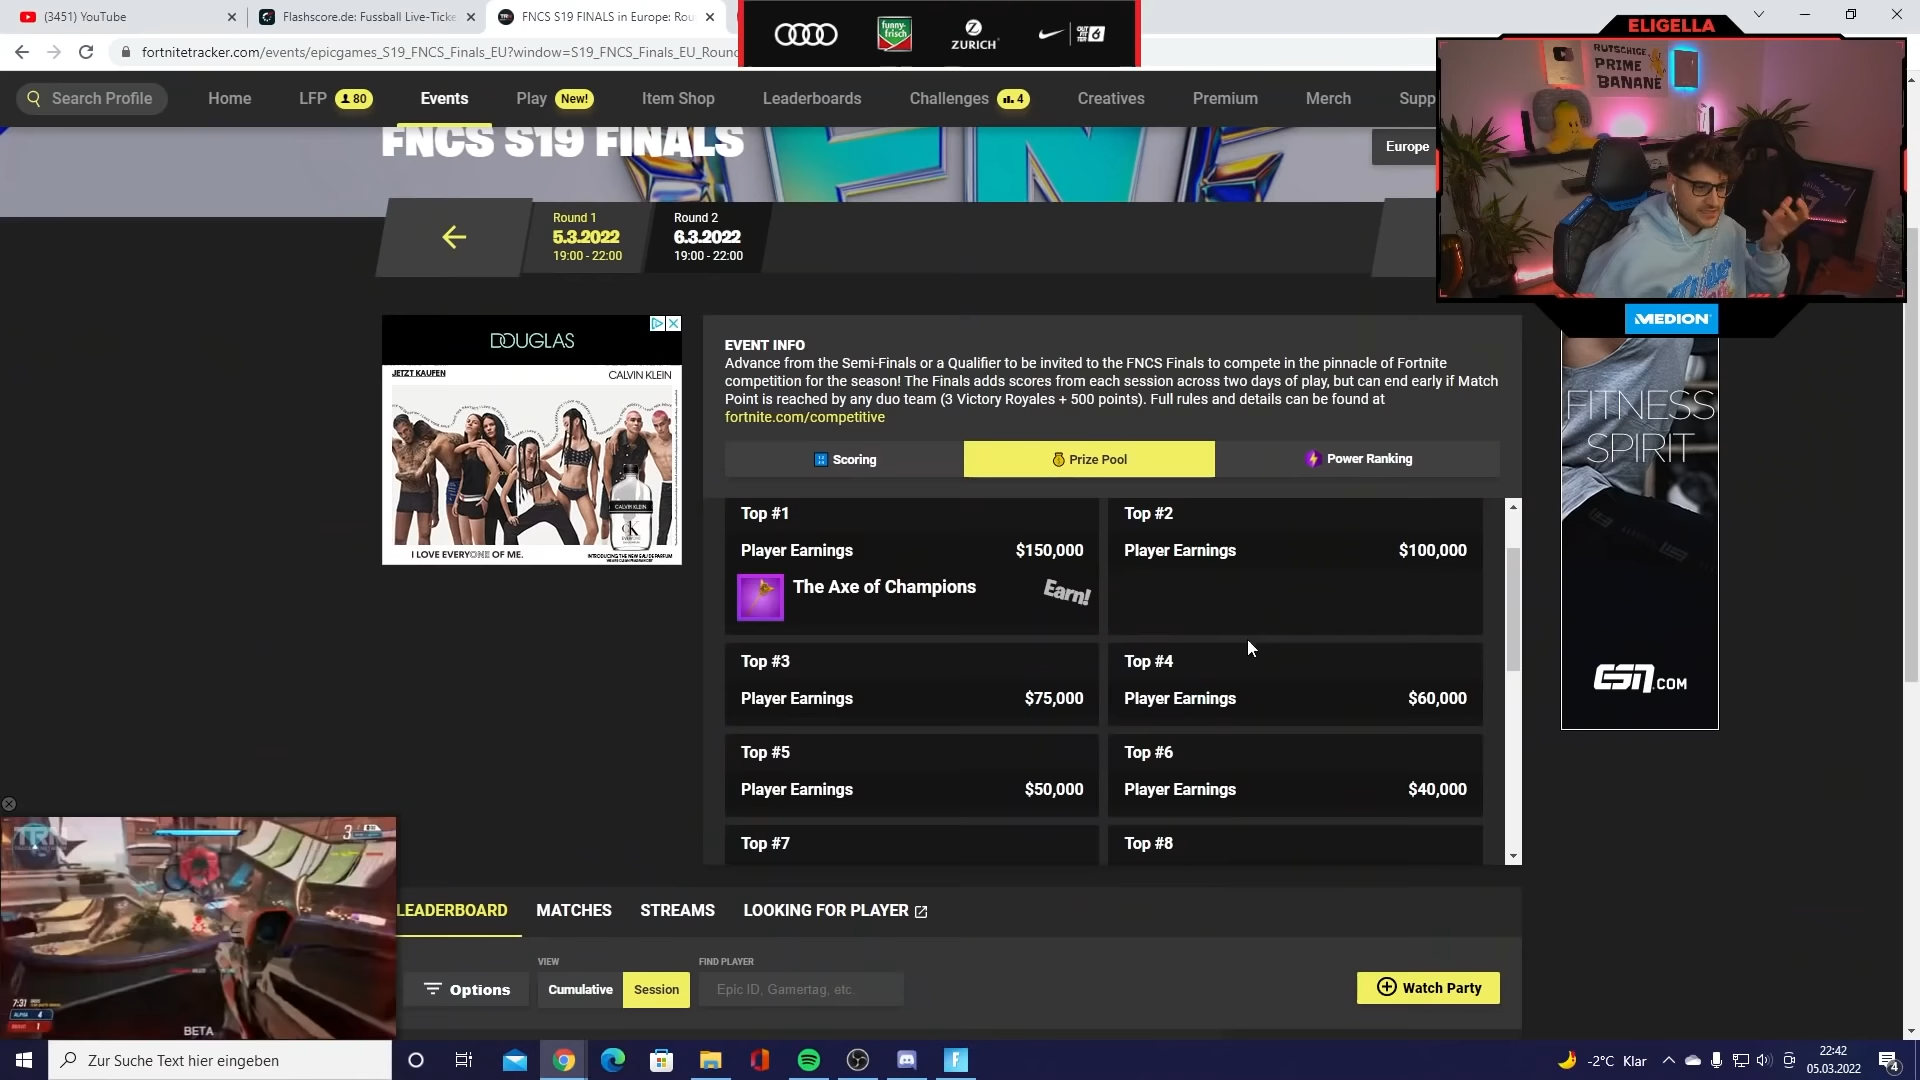 (3451) YouTube
Flashscore.de: Fussball Live-Ticke
FNCS S19 FINALS in Europe: Rou
fortnitetracker.com/events/epicgames_S19_FNCS_Finals_EU?window=S19_FNCS_Finals_EU_Round
funny-frisch
ZURICH
ELIGELLA
Search Profile
Home
LFP
80
Events
Play
New!
Item Shop
Leaderboards
Challenges
4
Creatives
Premium
Merch
Supp
RUTSCHIGE
PRIME
BANANE
FNCS S19 FINALS
Europe
Round 1
5.3.2022
19:00 - 22:00
Round 2
6.3.2022
19:00 - 22:00
MEDION
DOUGLAS
JETZT KAUFEN
CALVIN KLEIN
I LOVE EVERYONE OF ME.
EVENT INFO
Advance from the Semi-Finals or a Qualifier to be invited to the FNCS Finals to compete in the pinnacle of Fortnite
competition for the season! The Finals adds scores from each session across two days of play, but can end early if Match
Point is reached by any duo team (3 Victory Royales + 500 points). Full rules and details can be found at
fortnite.com/competitive
Scoring
Prize Pool
Power Ranking
Top #1
Player Earnings $150,000
The Axe of Champions
Earn!
Top #2
Player Earnings $100,000
Top #3
Player Earnings $75,000
Top #4
Player Earnings $60,000
Top #5
Player Earnings $50,000
Top #6
Player Earnings $40,000
Top #7
Top #8
FITNESS
SPIRIT
ESN.COM
TRN
3
7:31
BETA
LEADERBOARD
MATCHES
STREAMS
LOOKING FOR PLAYER
Options
VIEW
Cumulative
Session
FIND PLAYER
Epic ID, Gamertag, etc.
Watch Party
Zur Suche Text hier eingeben
-2°C Klar
22:42
05.03.2022
4